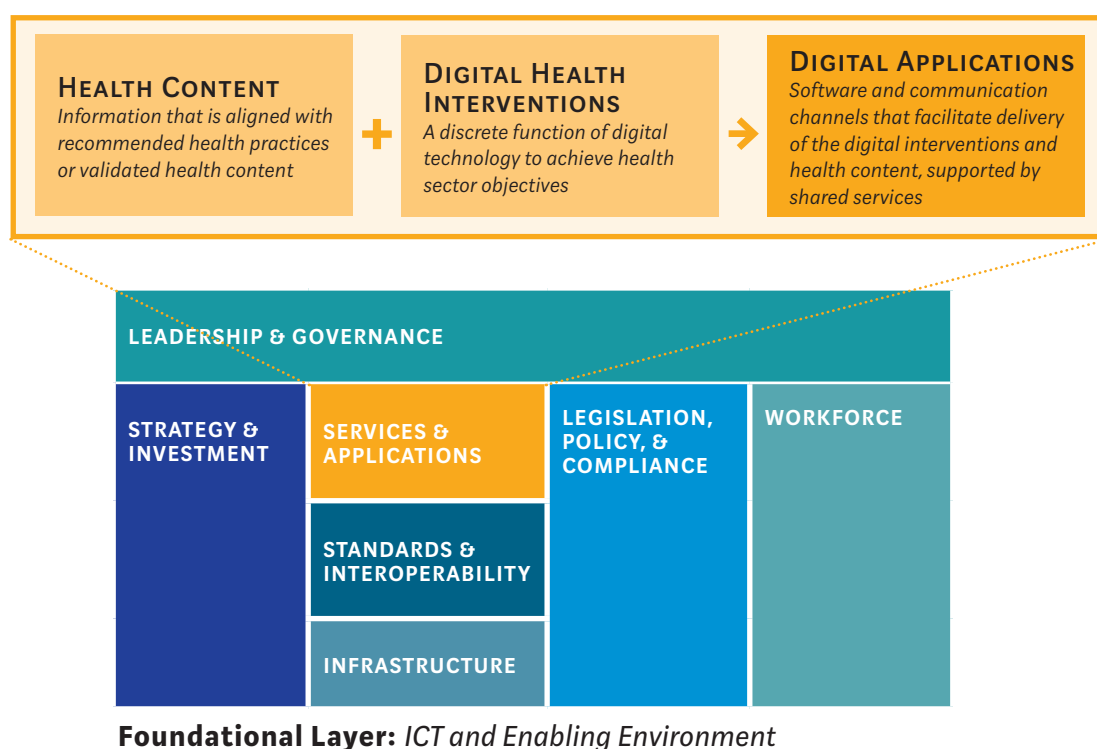 HEALTH CONTENT
Information that is aligned with
recommended health practices
or validated health content
+
DIGITAL HEALTH
INTERVENTIONS
A discrete function of digital
technology to achieve health
sector objectives
DIGITAL APPLICATIONS
Software and communication
channels that facilitate delivery
of the digital interventions and
health content, supported by
shared services
LEADERSHIP & GOVERNANCE
STRATEGY &
INVESTMENT
SERVICES &
APPLICATIONS
STANDARDS &
INTEROPERABILITY
INFRASTRUCTURE
LEGISLATION,
POLICY, &
COMPLIANCE
WORKFORCE
Foundational Layer: ICT and Enabling Environment